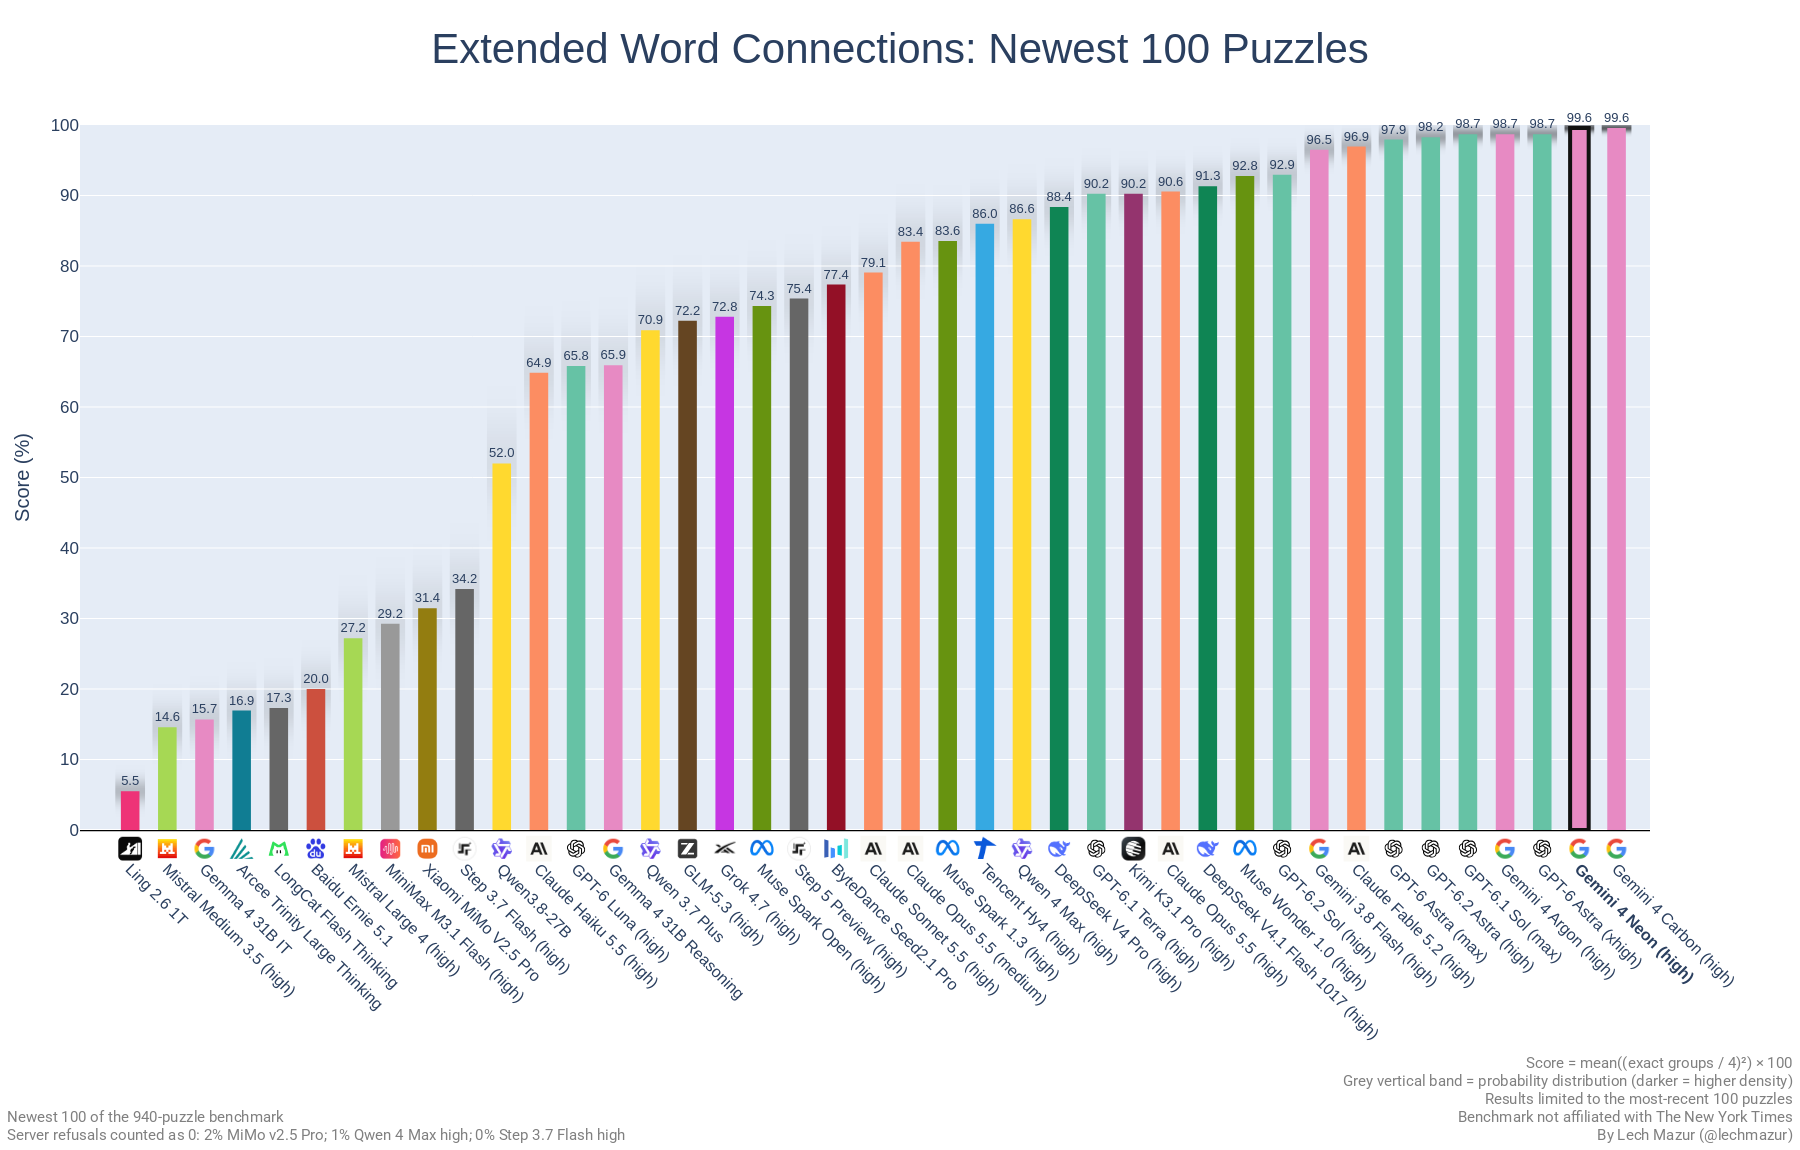 Extended Word Connections: Newest 100 Puzzles
Score (%)
100
90
80
70
60
50
40
30
20
10
0
5.5
14.6
15.7
16.9
17.3
20.0
27.2
29.2
31.4
34.2
52.0
64.9
65.8
65.9
70.9
72.2
72.8
74.3
75.4
77.4
79.1
83.4
83.6
86.0
86.6
88.4
90.2
90.2
90.6
91.3
92.8
92.9
96.5
96.9
97.9
98.2
98.7
98.7
98.7
99.6
99.6
Ling 2.6 1T
Mistral Medium 3.5 (high)
Gemma 4 31B IT
Arcee Trinity Large Thinking
LongCat Flash Thinking
Baidu Ernie 5.1
Mistral Large 4 (high)
MiniMax M3.1 Flash (high)
Xiaomi MiMo V2.5 Pro
Step 3.7 Flash (high)
Qwen3.8-27B
Claude Haiku 5.5 (high)
GPT-6 Luna (high)
Gemma 4 31B Reasoning
Qwen 3.7 Plus
GLM-5.3 (high)
Grok 4.7 (high)
Muse Spark Open (high)
Step 5 Preview (high)
ByteDance Seed2.1 Pro
Claude Sonnet 5.5 (high)
Claude Opus 5.5 (medium)
Muse Spark 1.3 (high)
Tencent Hy4 (high)
Qwen 4 Max (high)
DeepSeek V4 Pro (high)
GPT-6.1 Terra (high)
Kimi K3.1 Pro (high)
Claude Opus 5.5 (high)
DeepSeek V4.1 Flash 1017 (high)
Muse Wonder 1.0 (high)
GPT-6.2 Sol (high)
Gemini 3.8 Flash (high)
Claude Fable 5.2 (high)
GPT-6 Astra (max)
GPT-6.2 Astra (high)
GPT-6.1 Sol (max)
Gemini 4 Argon (high)
GPT-6 Astra (xhigh)
Gemini 4 Neon (high)
Gemini 4 Carbon (high)
Score = mean((exact groups / 4)²) × 100
Grey vertical band = probability distribution (darker = higher density)
Results limited to the most-recent 100 puzzles
Benchmark not affiliated with The New York Times
By Lech Mazur (@lechmazur)
Newest 100 of the 940-puzzle benchmark
Server refusals counted as 0: 2% MiMo v2.5 Pro; 1% Qwen 4 Max high; 0% Step 3.7 Flash high